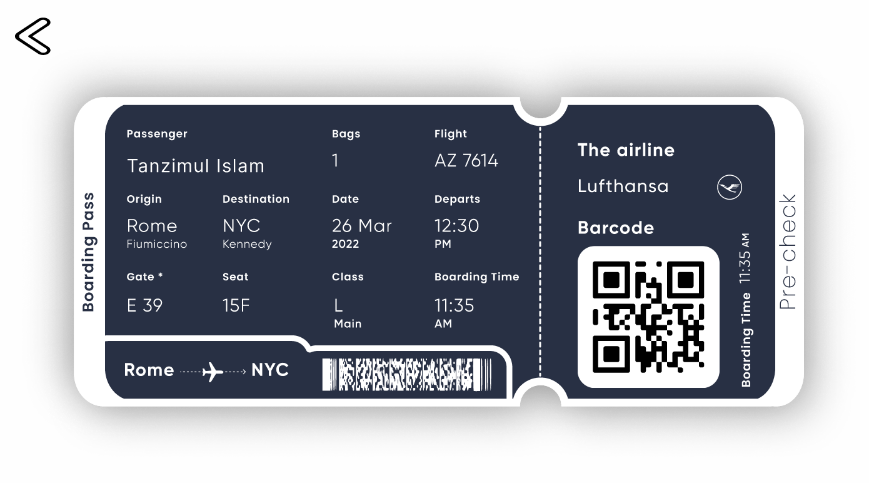 Boarding Pass
Passenger
Tanzimul Islam
Bags
1
Flight
AZ 7614
Origin
Rome
Fiumiccino
Destination
NYC
Kennedy
Date
26 Mar
2022
Departs
12:30
PM
Gate *
E 39
Seat
15F
Class
L
Main
Boarding Time
11:35
AM
Rome
NYC
The airline
Lufthansa
Barcode
Boarding Time 11:35 AM
Pre-check